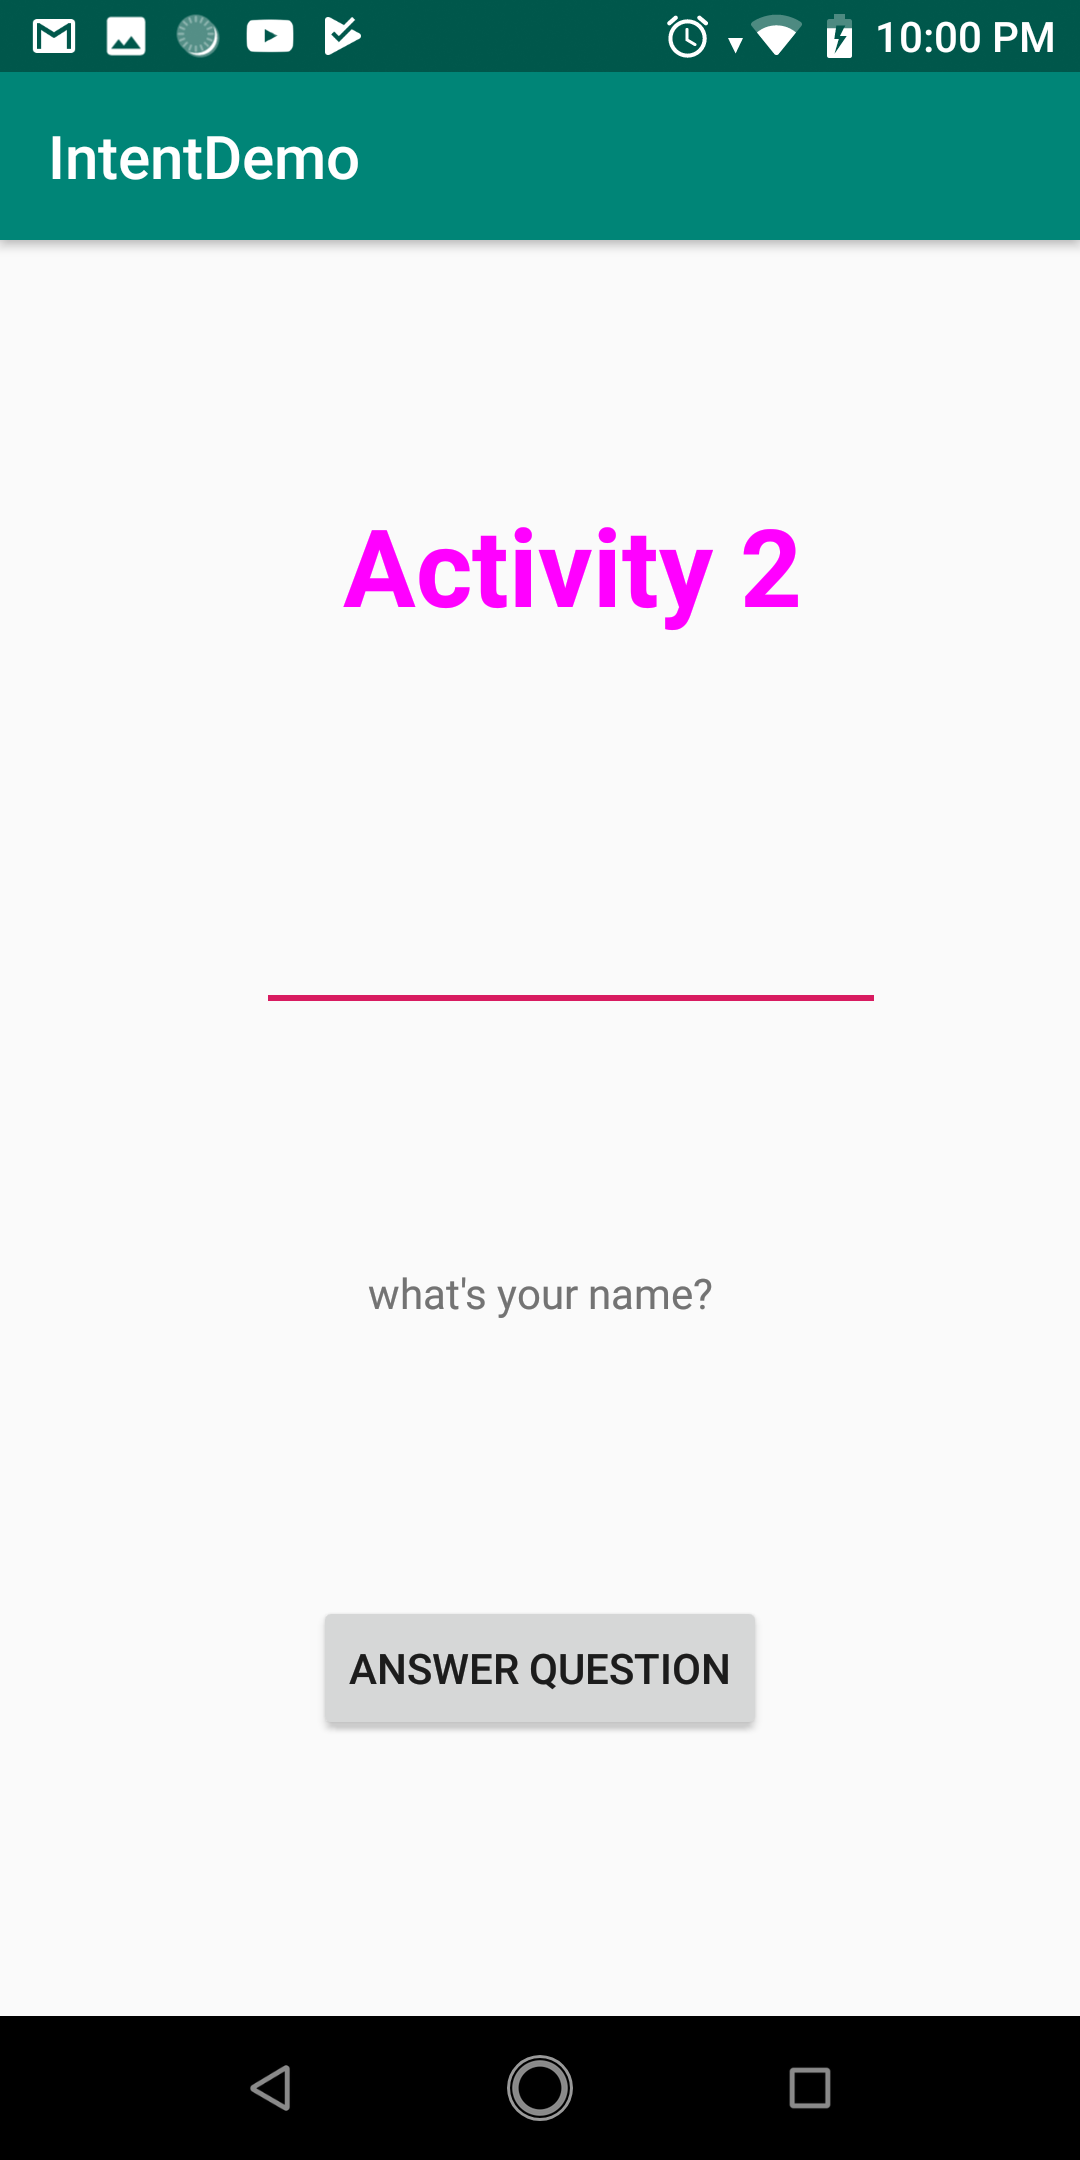 10:00 PM
IntentDemo
Activity 2
what's your name?
ANSWER QUESTION